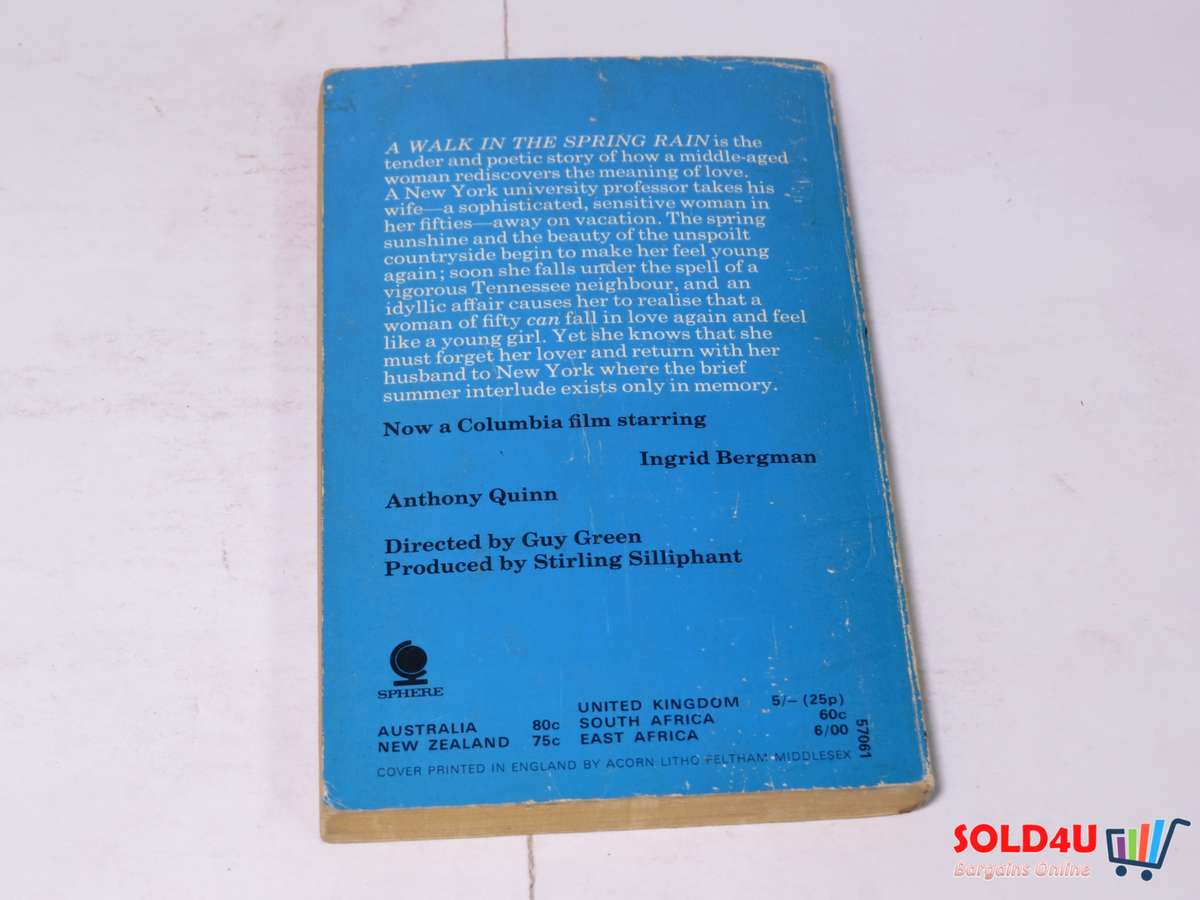 A WALK IN THE SPRING RAIN is the
tender and poetic story of how a middle-aged
woman rediscovers the meaning of love.
A New York university professor takes his
wife—a sophisticated, sensitive woman in
her fifties—away on vacation. The spring
sunshine and the beauty of the unspoilt
countryside begin to make her feel young
again; soon she falls under the spell of a
vigorous Tennessee neighbour, and an
idyllic affair causes her to realise that a
woman of fifty can fall in love again and feel
like a young girl. Yet she knows that she
must forget her lover and return with her
husband to New York where the brief
summer interlude exists only in memory.
Now a Columbia film starring
Ingrid Bergman
Anthony Quinn
Directed by Guy Green
Produced by Stirling Silliphant
SPHERE
AUSTRALIA 80c
NEW ZEALAND 75c
UNITED KINGDOM 5/– (25p)
SOUTH AFRICA 60c
EAST AFRICA 6/00
57061
COVER PRINTED IN ENGLAND BY ACORN LITHO FELTHAM MIDDLESEX
SOLD4U
Bargains Online